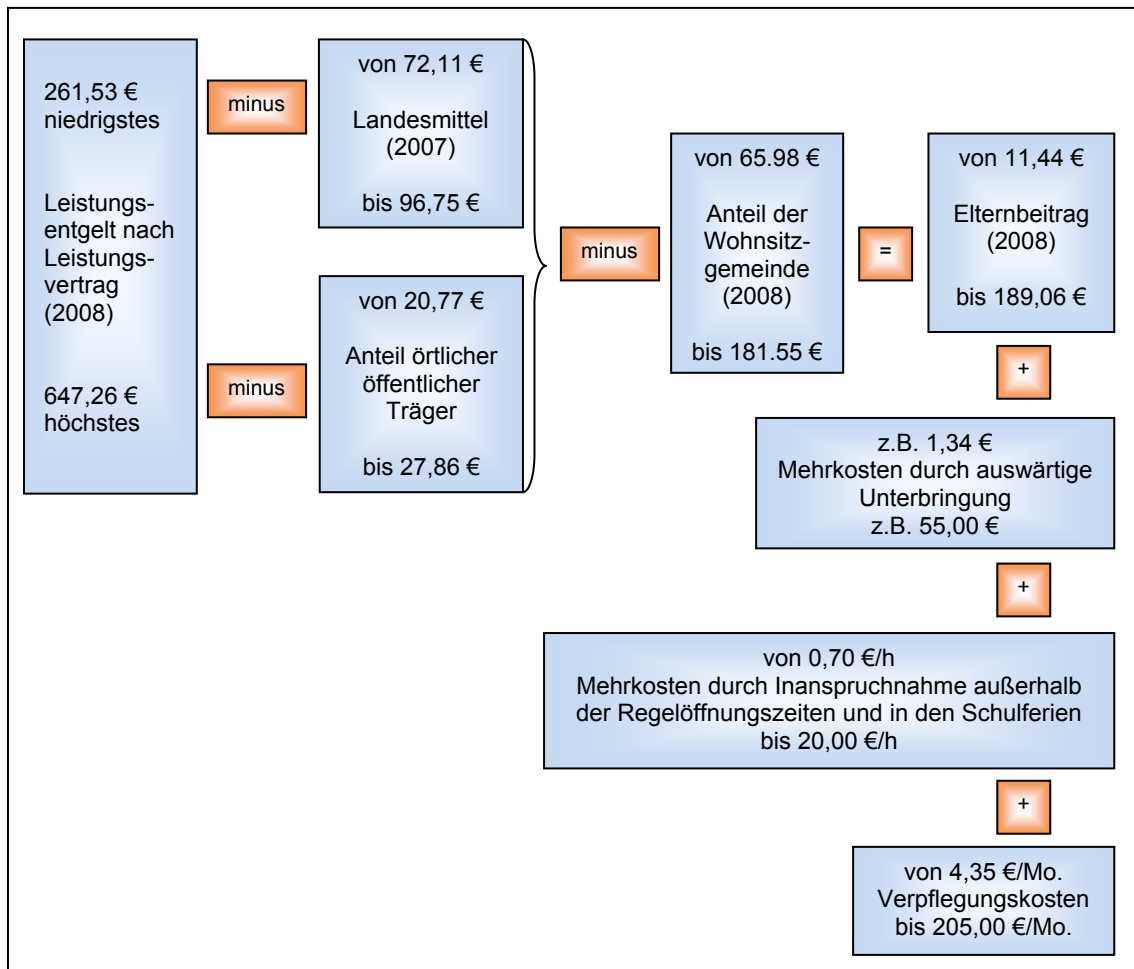 261,53 €
niedrigstes
Leistungs-
entgelt nach
Leistungs-
vertrag
(2008)
647,26 €
höchstes
minus
minus
von 72,11 €
Landesmittel
(2007)
bis 96,75 €
von 20,77 €
Anteil örtlicher
öffentlicher
Träger
bis 27,86 €
minus
von 65.98 €
Anteil der
Wohnsitz-
gemeinde
(2008)
bis 181.55 €
=
von 11,44 €
Elternbeitrag
(2008)
bis 189,06 €
+
z.B. 1,34 €
Mehrkosten durch auswärtige
Unterbringung
z.B. 55,00 €
+
von 0,70 €/h
Mehrkosten durch Inanspruchnahme außerhalb
der Regelöffnungszeiten und in den Schulferien
bis 20,00 €/h
+
von 4,35 €/Mo.
Verpflegungskosten
bis 205,00 €/Mo.